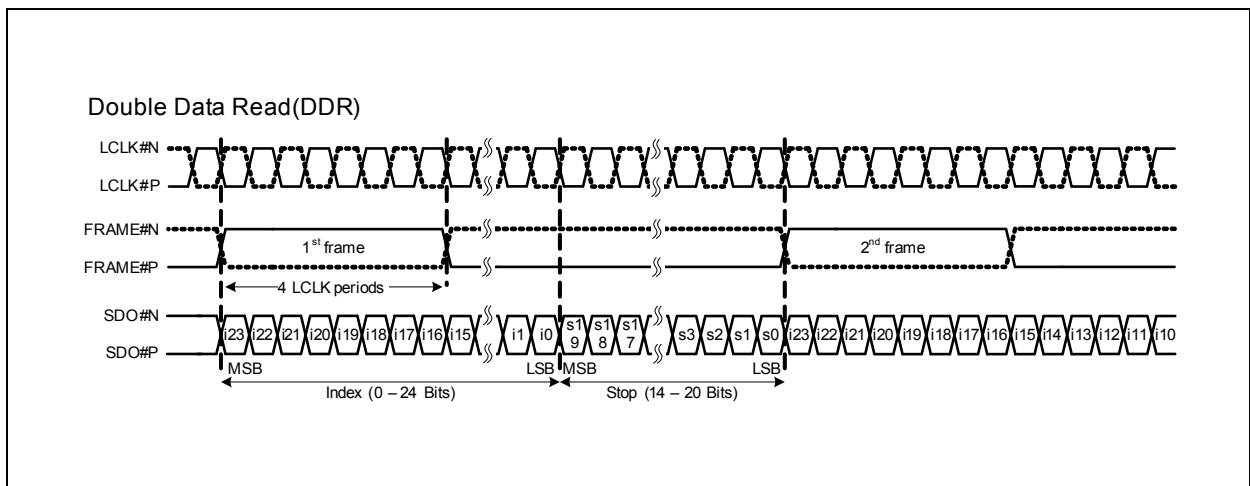 Double Data Read(DDR)
LCLK#N
LCLK#P
FRAME#N
1st frame
2nd frame
FRAME#P
4 LCLK periods
SDO#N
i23 i22 i21 i20 i19 i18 i17 i16 i15 i1 i0 s19 s18 s17 s3 s2 s1 s0 i23 i22 i21 i20 i19 i18 i17 i16 i15 i14 i13 i12 i11 i10
SDO#P
MSB LSB MSB LSB
Index (0 – 24 Bits) Stop (14 – 20 Bits)